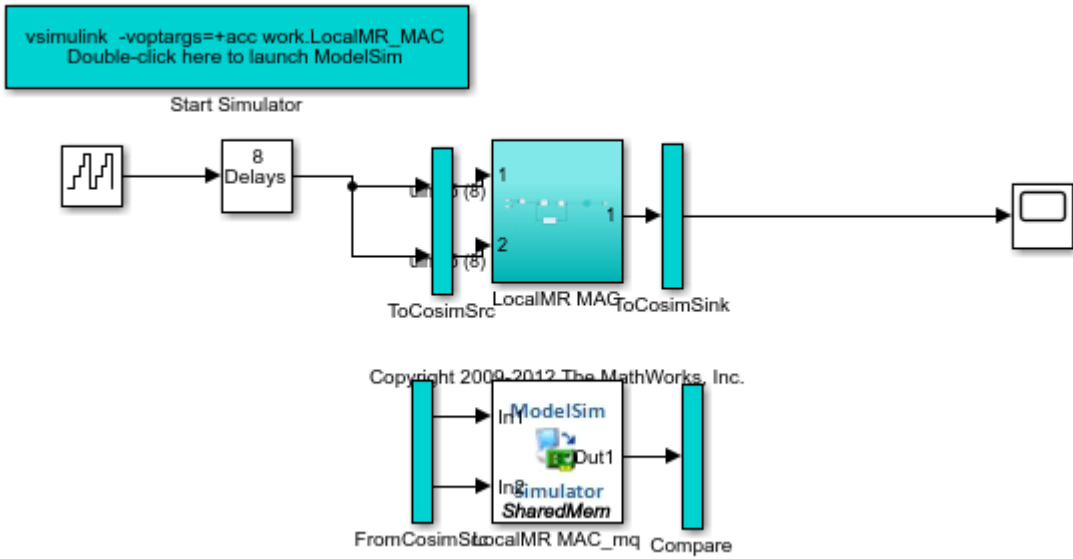 vsimulink -voptargs=+acc work.LocalMR_MAC
Double-click here to launch ModelSim
Start Simulator
8
Delays
(8)
(8)
1
2
1
ToCosimSrc
LocalMR MAC
ToCosimSink
Copyright 2009-2012 The MathWorks, Inc.
ModelSim
In1
Out1
In2
Simulator
SharedMem
FromCosimSrc
LocalMR MAC_mq
Compare